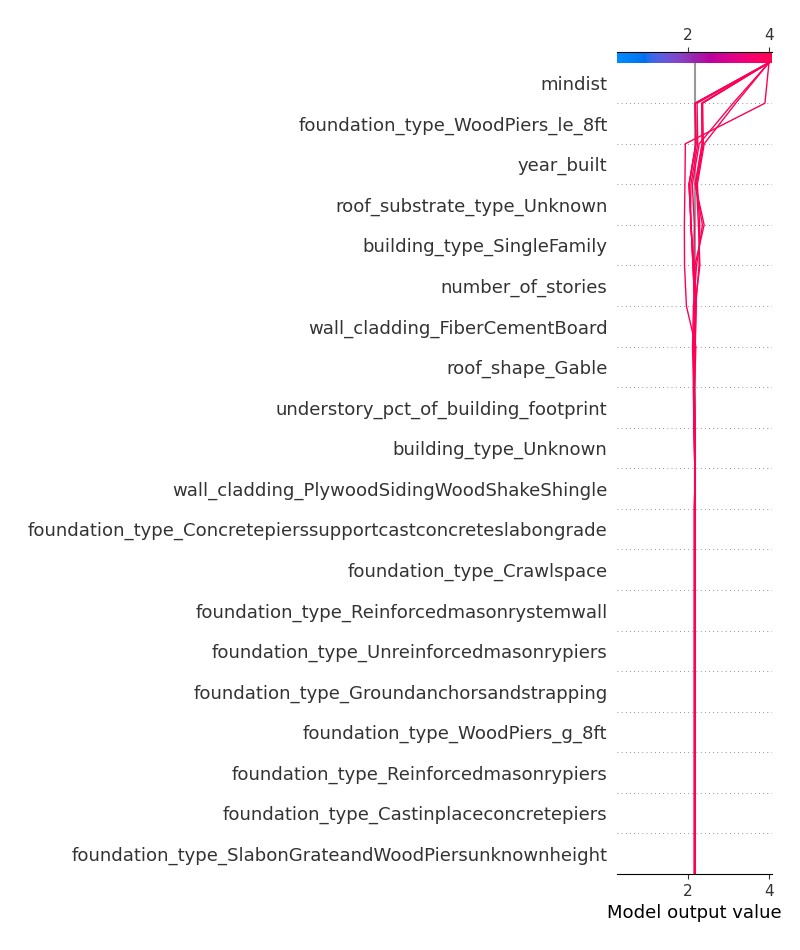 2 4
mindist
foundation_type_WoodPiers_le_8ft
year_built
roof_substrate_type_Unknown
building_type_SingleFamily
number_of_stories
wall_cladding_FiberCementBoard
roof_shape_Gable
understory_pct_of_building_footprint
building_type_Unknown
wall_cladding_PlywoodSidingWoodShakeShingle
foundation_type_Concretepierssupportcastconcreteslabongrade
foundation_type_Crawlspace
foundation_type_Reinforcedmasonrystemwall
foundation_type_Unreinforcedmasonrypiers
foundation_type_Groundanchorsandstrapping
foundation_type_WoodPiers_g_8ft
foundation_type_Reinforcedmasonrypiers
foundation_type_Castinplaceconcretepiers
foundation_type_SlabonGrateandWoodPiersunknownheight
2 4
Model output value